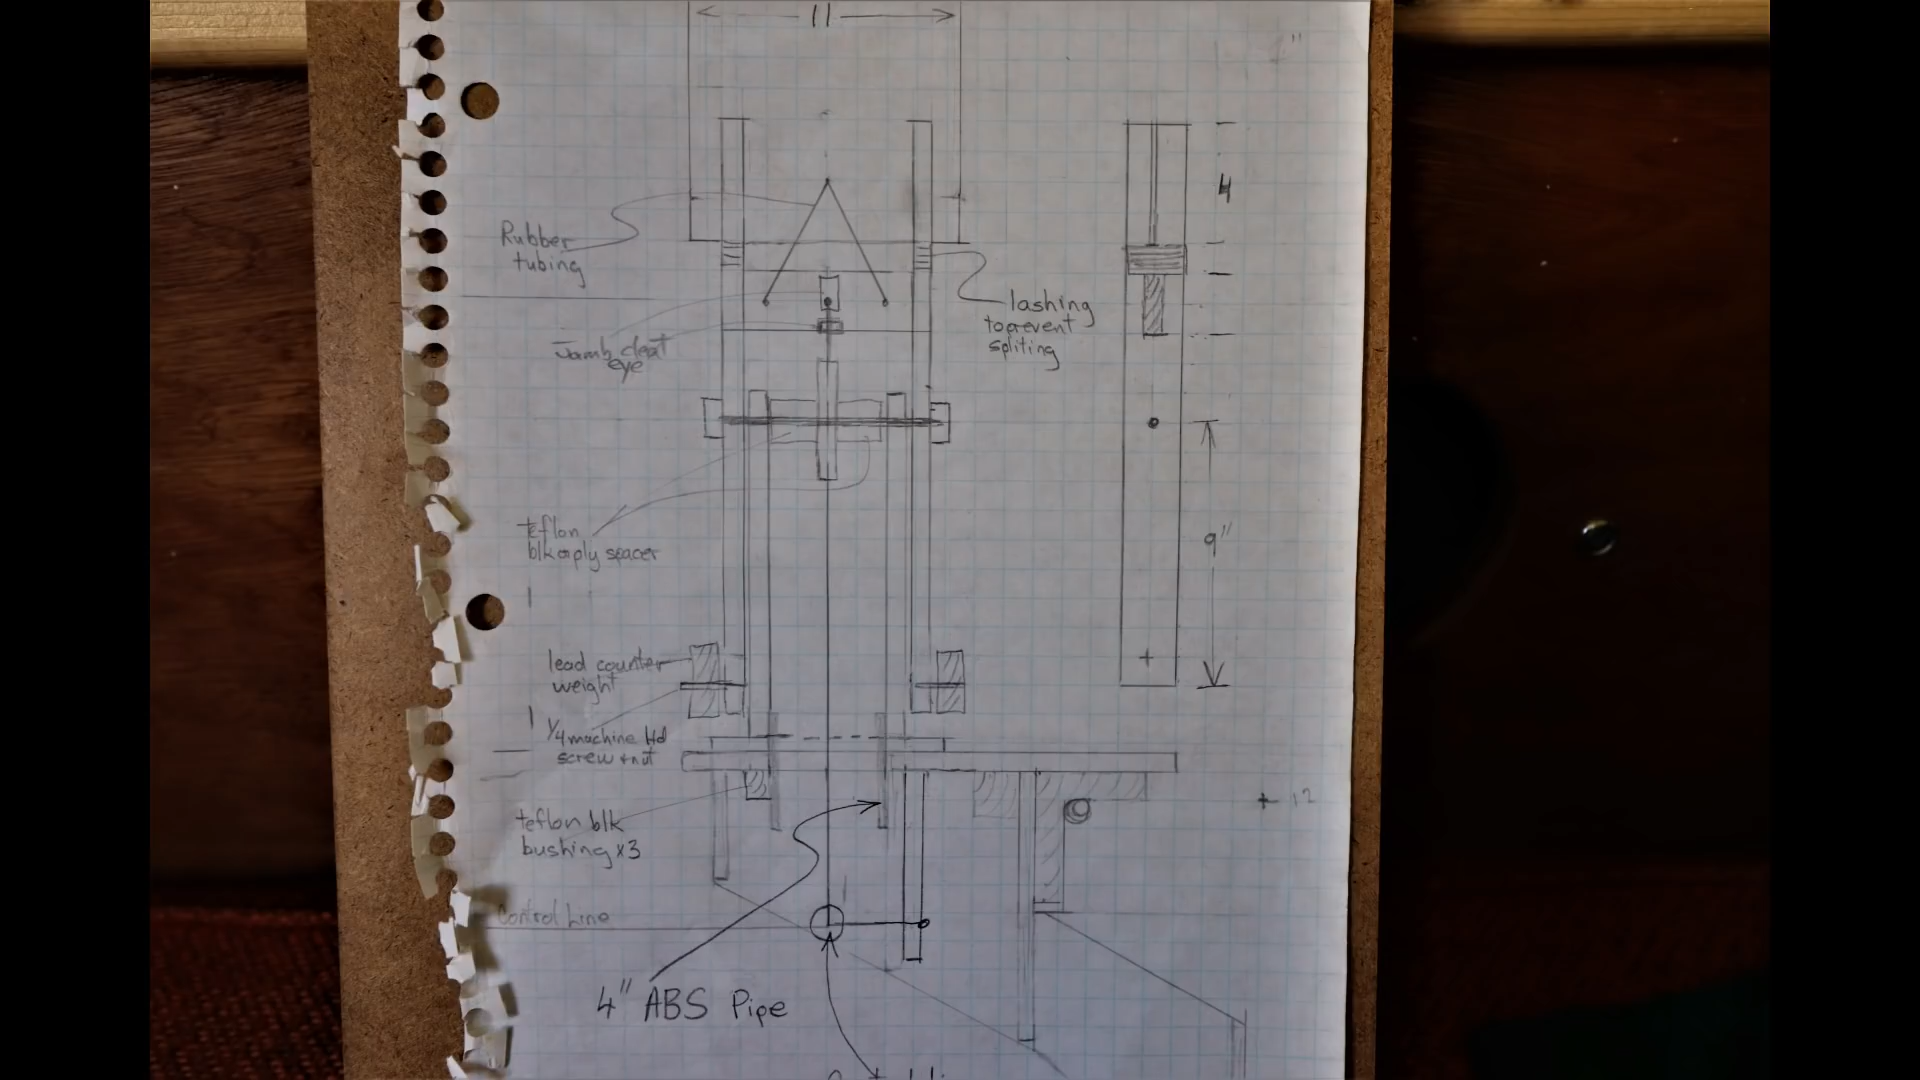 11
1"
4
Rubber
tubing
lashing
to prevent
spliting
Jamb cleat
eye
teflon
blk or ply spacer
9"
lead counter
weight
1/4 machine Hd
screw + nut
+ 12
teflon blk
bushing x3
Control Line
4" ABS Pipe